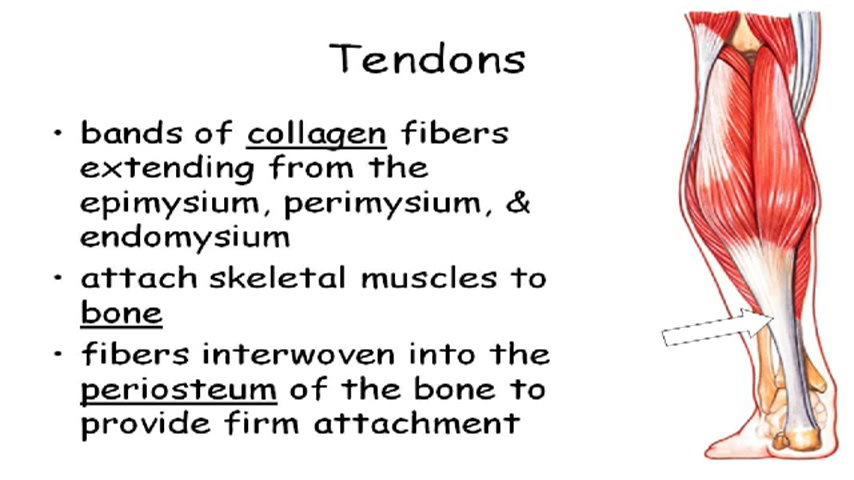 Tendons
• bands of collagen fibers
extending from the
epimysium, perimysium, &
endomysium
• attach skeletal muscles to
bone
• fibers interwoven into the
periosteum of the bone to
provide firm attachment